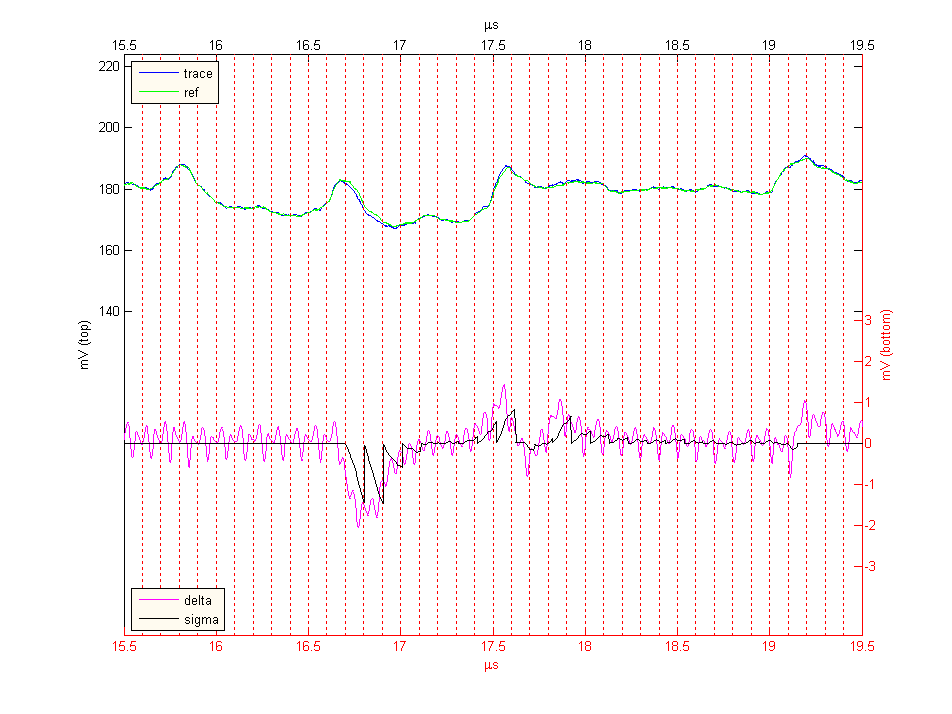 μs
15.5 16 16.5 17 17.5 18 18.5 19 19.5
220
trace
ref
200
180
160
140
mV (top)
3
2
1
0
-1
-2
-3
mV (bottom)
delta
sigma
15.5 16 16.5 17 17.5 18 18.5 19 19.5
μs